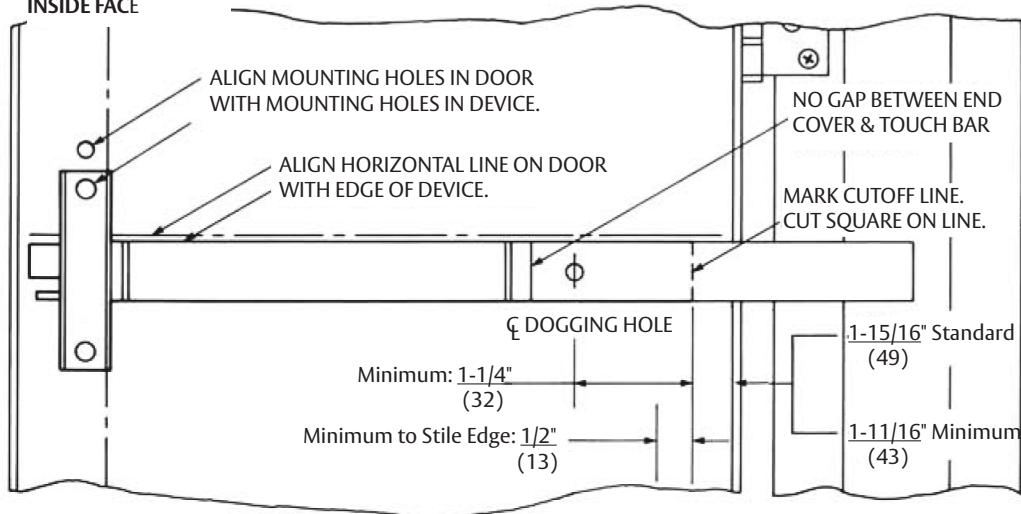 INSIDE FACE
ALIGN MOUNTING HOLES IN DOOR
WITH MOUNTING HOLES IN DEVICE.
NO GAP BETWEEN END
COVER & TOUCH BAR
ALIGN HORIZONTAL LINE ON DOOR
WITH EDGE OF DEVICE.
MARK CUTOFF LINE.
CUT SQUARE ON LINE.
℄ DOGGING HOLE
1-15/16" Standard
(49)
Minimum: 1-1/4"
(32)
Minimum to Stile Edge: 1/2"
(13)
1-11/16" Minimum
(43)